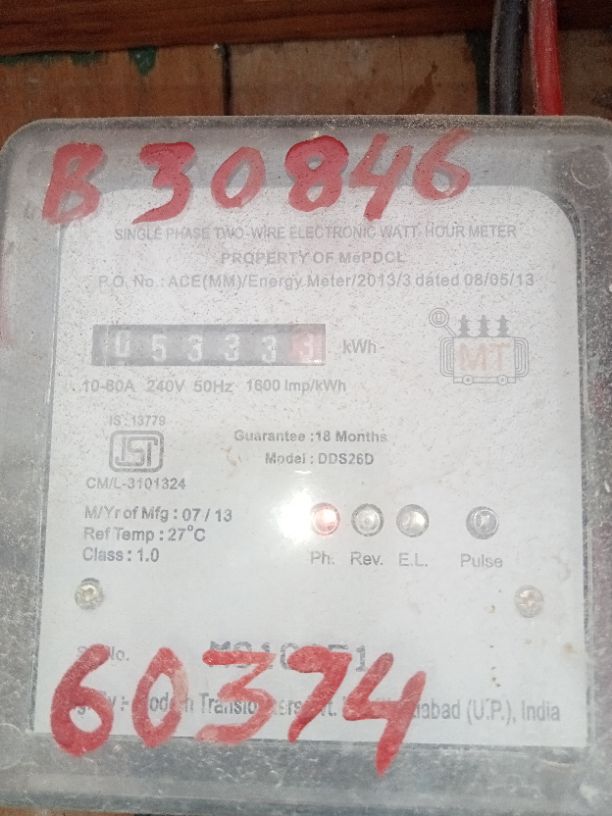 B 30846
SINGLE PHASE TWO-WIRE ELECTRONIC WATT HOUR METER
PROPERTY OF MePDCL
P.O. No.: ACE(MM)/Energy Meter/2013/3 dated 08/05/13
053333 kWh
MT
10-60A 240V 50Hz 1600 Imp/kWh
IS:13779
Guarantee :18 Months
Model : DDS26D
CM/L-3101324
M/Yr of Mfg : 07 / 13
Ref Temp : 27°C
Class : 1.0
Ph. Rev. E.L. Pulse
No.
60374
(U.P.), India